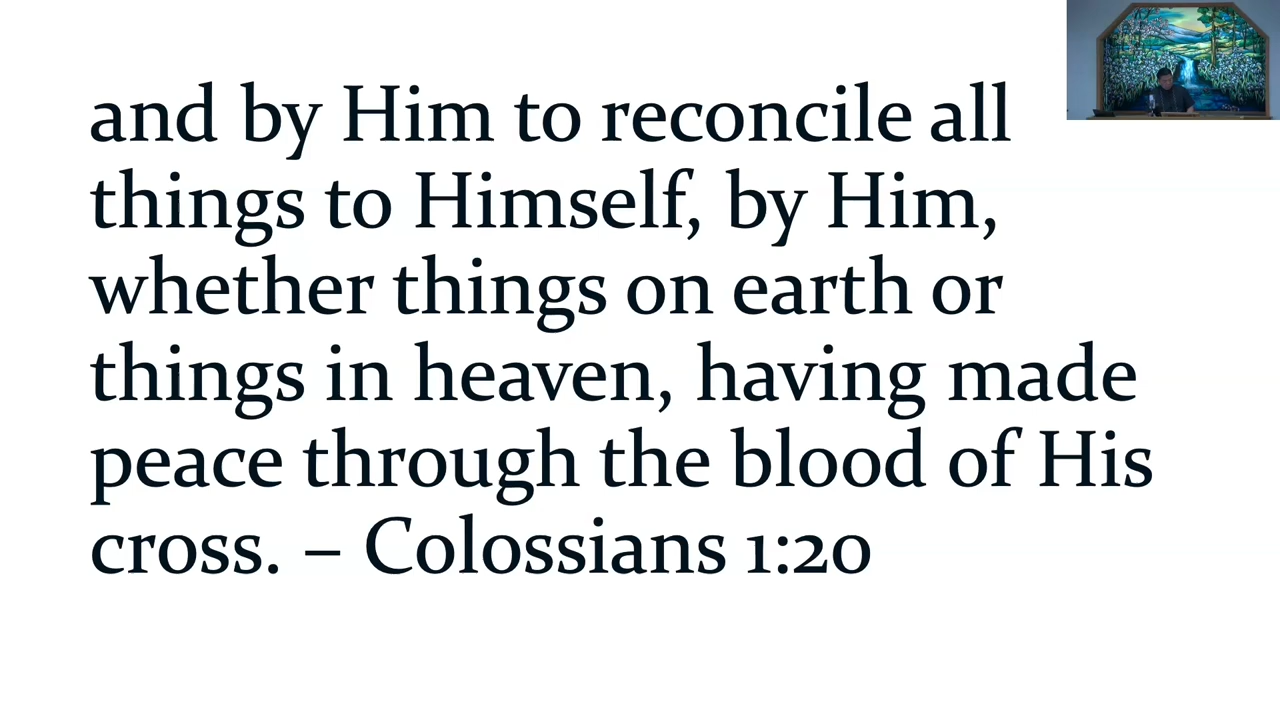 and by Him to reconcile all
things to Himself, by Him,
whether things on earth or
things in heaven, having made
peace through the blood of His
cross. – Colossians 1:20